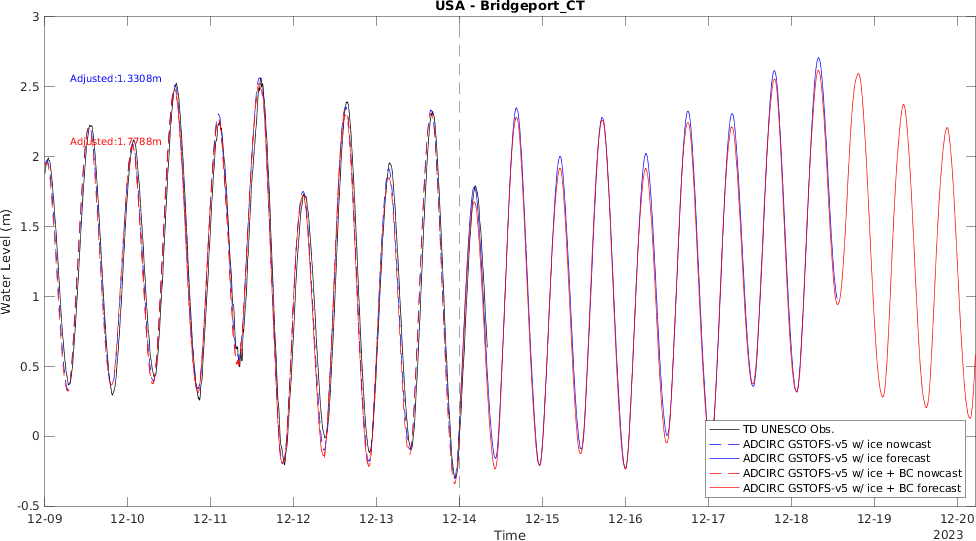 USA - Bridgeport_CT
3
2.5
2
1.5
1
0.5
0
-0.5
Water Level (m)
Adjusted:1.3308m
Adjusted:1.7788m
TD UNESCO Obs.
ADCIRC GSTOFS-v5 w/ ice nowcast
ADCIRC GSTOFS-v5 w/ ice forecast
ADCIRC GSTOFS-v5 w/ ice + BC nowcast
ADCIRC GSTOFS-v5 w/ ice + BC forecast
12-09 12-10 12-11 12-12 12-13 12-14 12-15 12-16 12-17 12-18 12-19 12-20
Time
2023